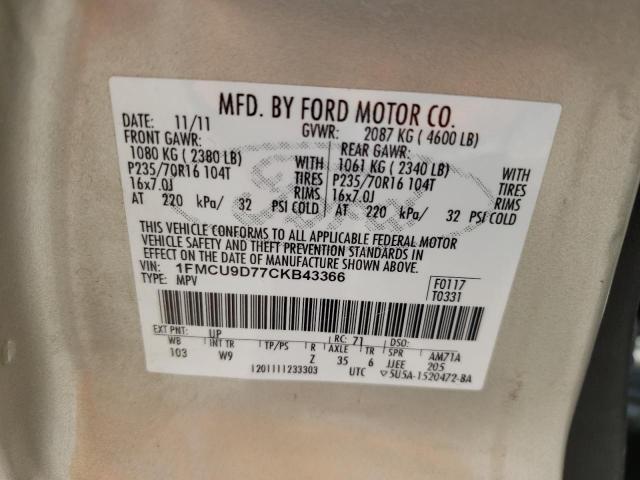 MFD. BY FORD MOTOR CO.
DATE: 11/11 GVWR: 2087 KG ( 4600 LB)
FRONT GAWR: REAR GAWR:
1080 KG ( 2380 LB) WITH 1061 KG ( 2340 LB) WITH
P235/70R16 104T TIRES P235/70R16 104T TIRES
16x7.0J RIMS 16x7.0J RIMS
AT 220 kPa/ 32 PSI COLD AT 220 kPa/ 32 PSI COLD
Ford
THIS VEHICLE CONFORMS TO ALL APPLICABLE FEDERAL MOTOR
VEHICLE SAFETY AND THEFT PREVENTION STANDARDS IN
EFFECT ON THE DATE OF MANUFACTURE SHOWN ABOVE.
VIN: 1FMCU9D77CKB43366 F0117
TYPE: MPV T0331
EXT PNT: UP RC: 71 DSO:
WB INT TR TP/PS R AXLE TR SPR AM71A
103 W9 Z 35 6 JJEE 205
1201111233303 UTC 5U5A-1520472-BA